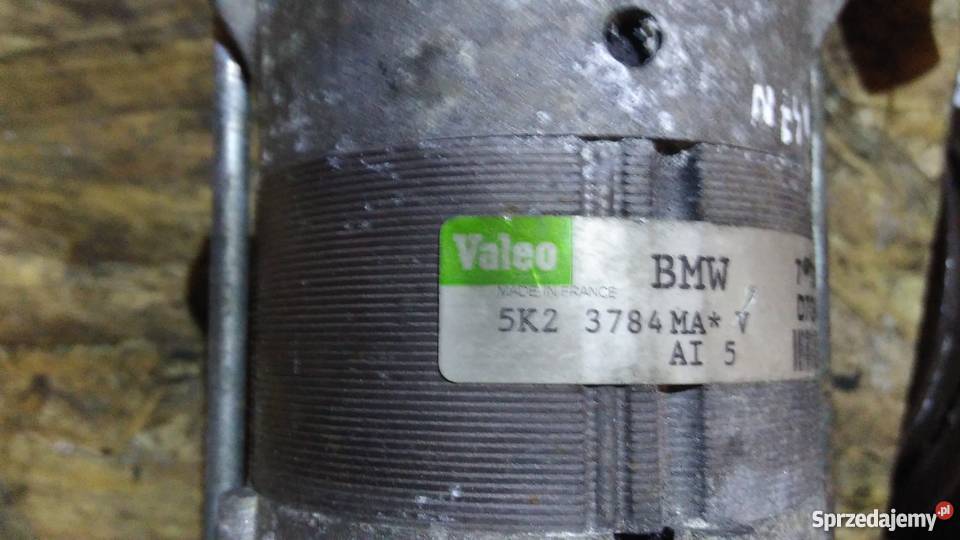 Valeo
BMW
MADE IN FRANCE
5K2 3784 MA* V
AI 5
Sprzedajemy.pl